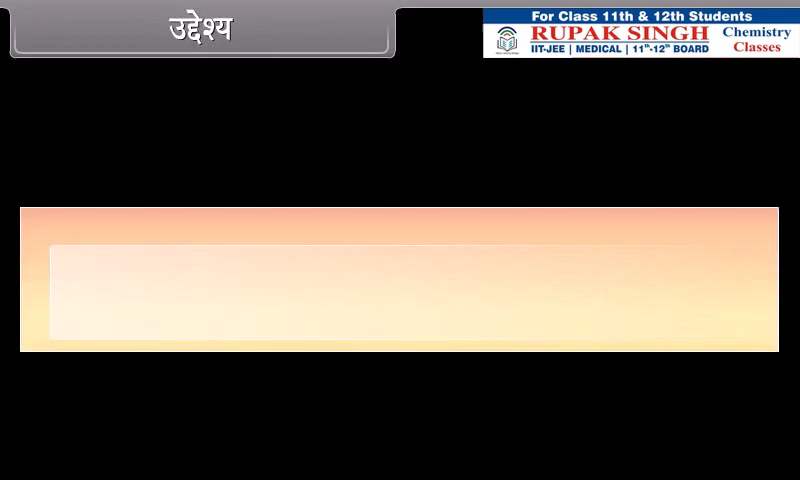 उद्देश्य
For Class 11th & 12th Students
RUPAK SINGH
IIT-JEE | MEDICAL | 11th-12th BOARD
Chemistry
Classes